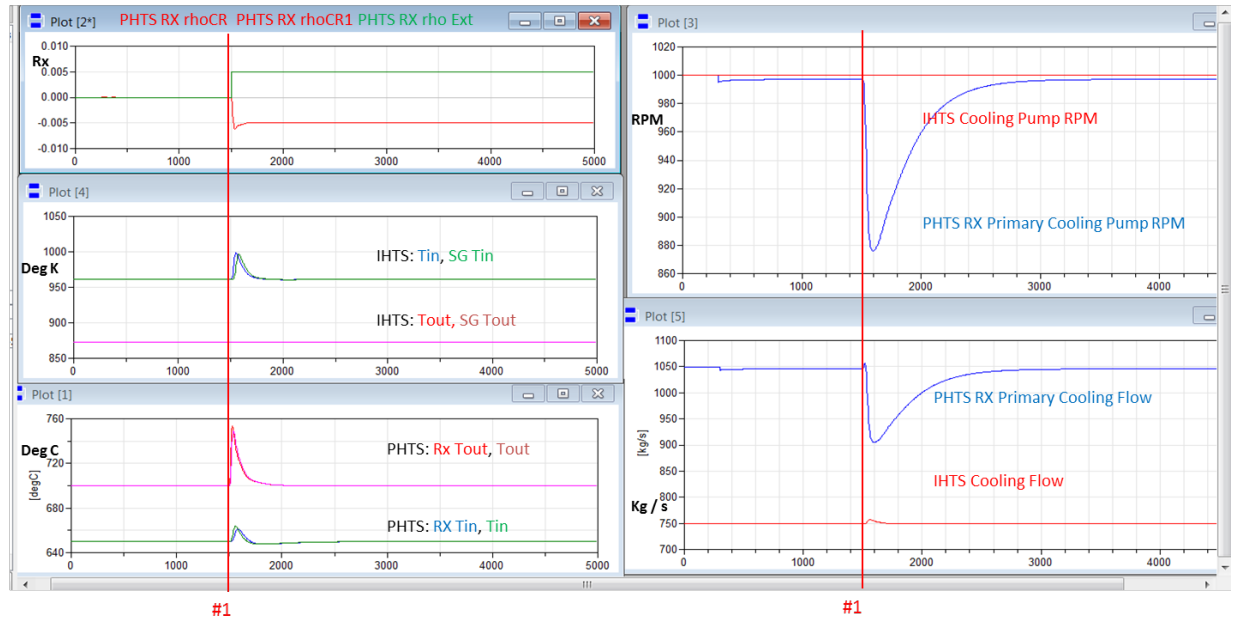 Plot [2*] PHTS RX rhoCR PHTS RX rhoCR1 PHTS RX rho Ext
Rx
0.010
0.005
0.000
-0.005
-0.010
0 1000 2000 3000 4000 5000
Plot [4]
Deg K
1050
1000
950
900
850
IHTS: Tin, SG Tin
IHTS: Tout, SG Tout
0 1000 2000 3000 4000 5000
Plot [1]
Deg C
[degC]
760
720
680
640
PHTS: Rx Tout, Tout
PHTS: RX Tin, Tin
0 1000 2000 3000 4000 5000
#1
Plot [3]
RPM
1020
1000
980
960
940
920
900
880
860
IHTS Cooling Pump RPM
PHTS RX Primary Cooling Pump RPM
0 1000 2000 3000 4000
Plot [5]
[kg/s]
Kg / s
1100
1050
1000
950
900
850
800
750
700
PHTS RX Primary Cooling Flow
IHTS Cooling Flow
0 1000 2000 3000 4000
#1